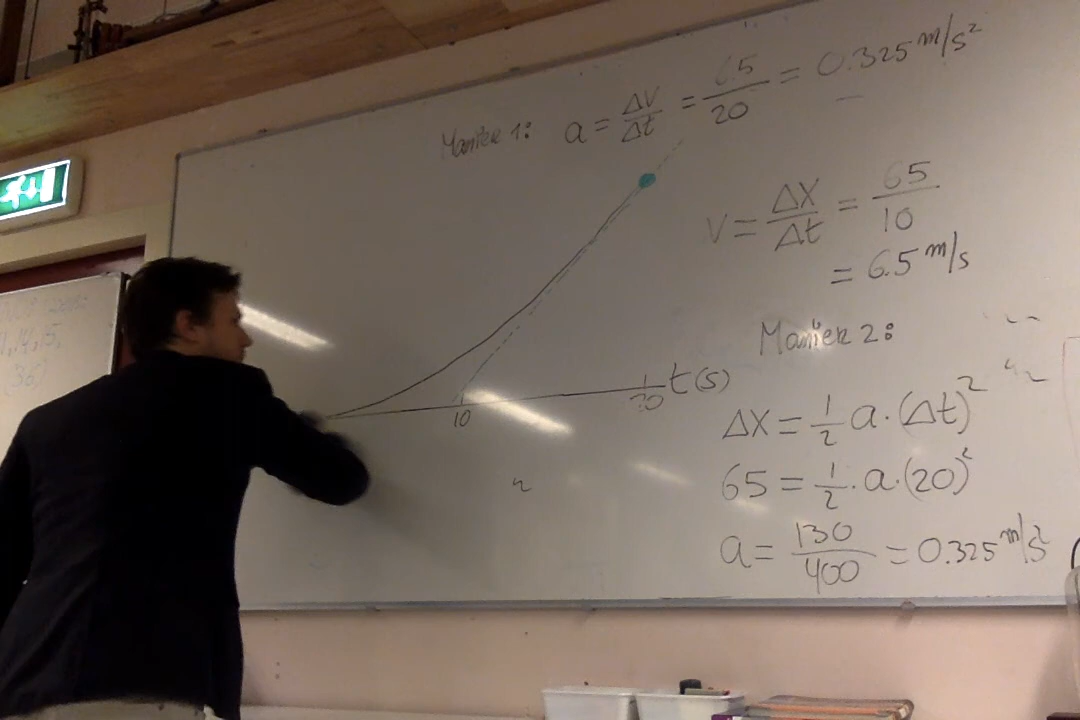 Manier 1: a = ΔV/Δt = 6.5/20 = 0.325 m/s²
V = ΔX/Δt = 65/10
= 6.5 m/s
t(s)
10
20
Manier 2:
ΔX = 1/2 a·(Δt)²
65 = 1/2·a·(20)²
a = 130/400 = 0.325 m/s²